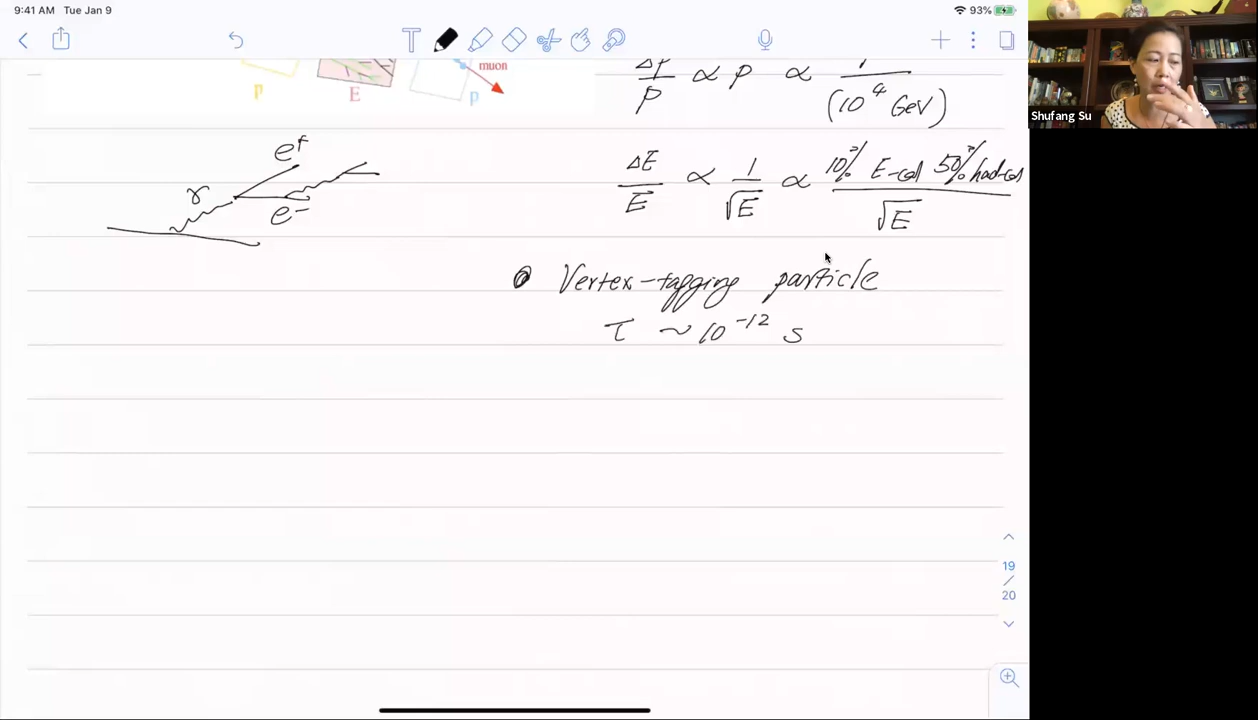 9:41 AM Tue Jan 9
93%
T
Shufang Su
muon
p
E
p
Δp/p ∝ p ∝ 1/(10⁴ GeV)
e⁺
γ
e⁻
ΔE/E ∝ 1/√E ∝ 10% E-cal 50% had-cal/√E
Vertex-tagging particle
τ ~ 10⁻¹² s
19
/
20